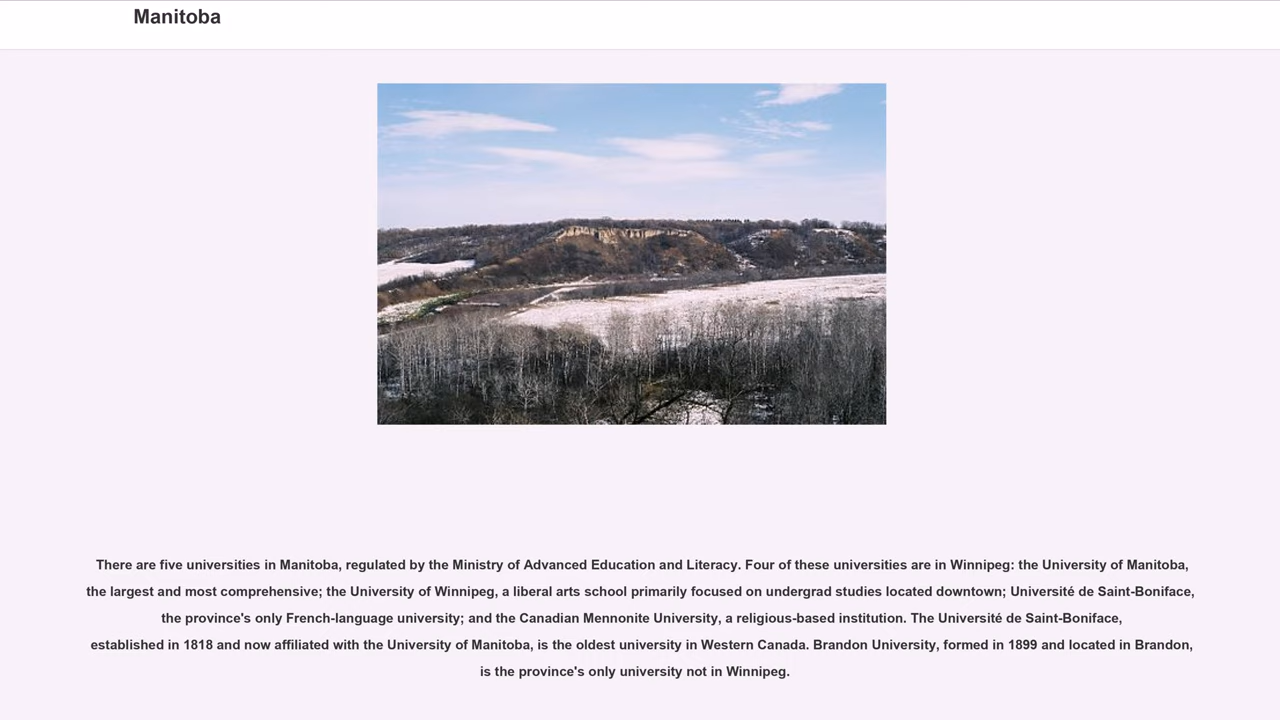 Manitoba
There are five universities in Manitoba, regulated by the Ministry of Advanced Education and Literacy. Four of these universities are in Winnipeg: the University of Manitoba,
the largest and most comprehensive; the University of Winnipeg, a liberal arts school primarily focused on undergrad studies located downtown; Université de Saint-Boniface,
the province's only French-language university; and the Canadian Mennonite University, a religious-based institution. The Université de Saint-Boniface,
established in 1818 and now affiliated with the University of Manitoba, is the oldest university in Western Canada. Brandon University, formed in 1899 and located in Brandon,
is the province's only university not in Winnipeg.